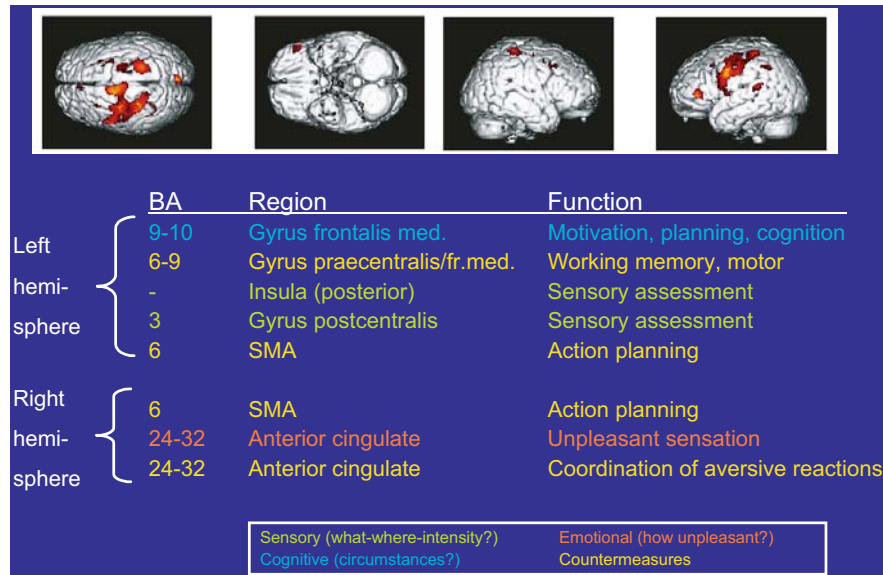 BA Region Function
Left hemi- sphere
9-10 Gyrus frontalis med. Motivation, planning, cognition
6-9 Gyrus praecentralis/fr.med. Working memory, motor
- Insula (posterior) Sensory assessment
3 Gyrus postcentralis Sensory assessment
6 SMA Action planning
Right hemi- sphere
6 SMA Action planning
24-32 Anterior cingulate Unpleasant sensation
24-32 Anterior cingulate Coordination of aversive reactions
Sensory (what-where-intensity?) Emotional (how unpleasant?)
Cognitive (circumstances?) Countermeasures